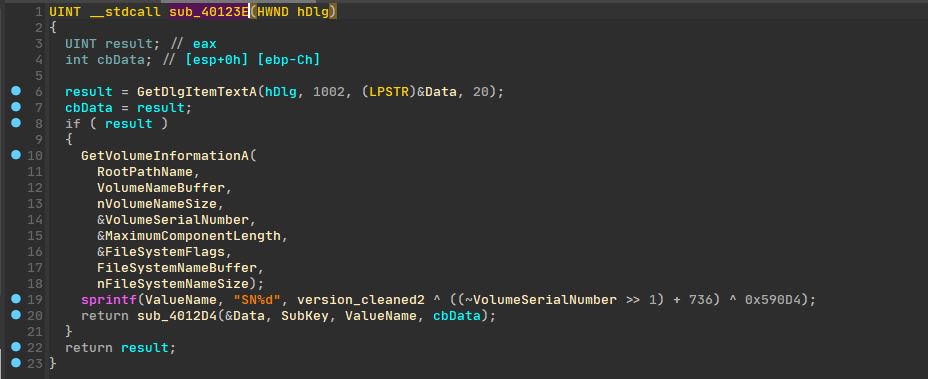 1 UINT __stdcall sub_40123E(HWND hDlg)
2 {
3   UINT result; // eax
4   int cbData; // [esp+0h] [ebp-Ch]
5
6   result = GetDlgItemTextA(hDlg, 1002, (LPSTR)&Data, 20);
7   cbData = result;
8   if ( result )
9   {
10     GetVolumeInformationA(
11       RootPathName,
12       VolumeNameBuffer,
13       nVolumeNameSize,
14       &VolumeSerialNumber,
15       &MaximumComponentLength,
16       &FileSystemFlags,
17       FileSystemNameBuffer,
18       nFileSystemNameSize);
19     sprintf(ValueName, "SN%d", version_cleaned2 ^ ((~VolumeSerialNumber >> 1) + 736) ^ 0x590D4);
20     return sub_4012D4(&Data, SubKey, ValueName, cbData);
21   }
22   return result;
23 }